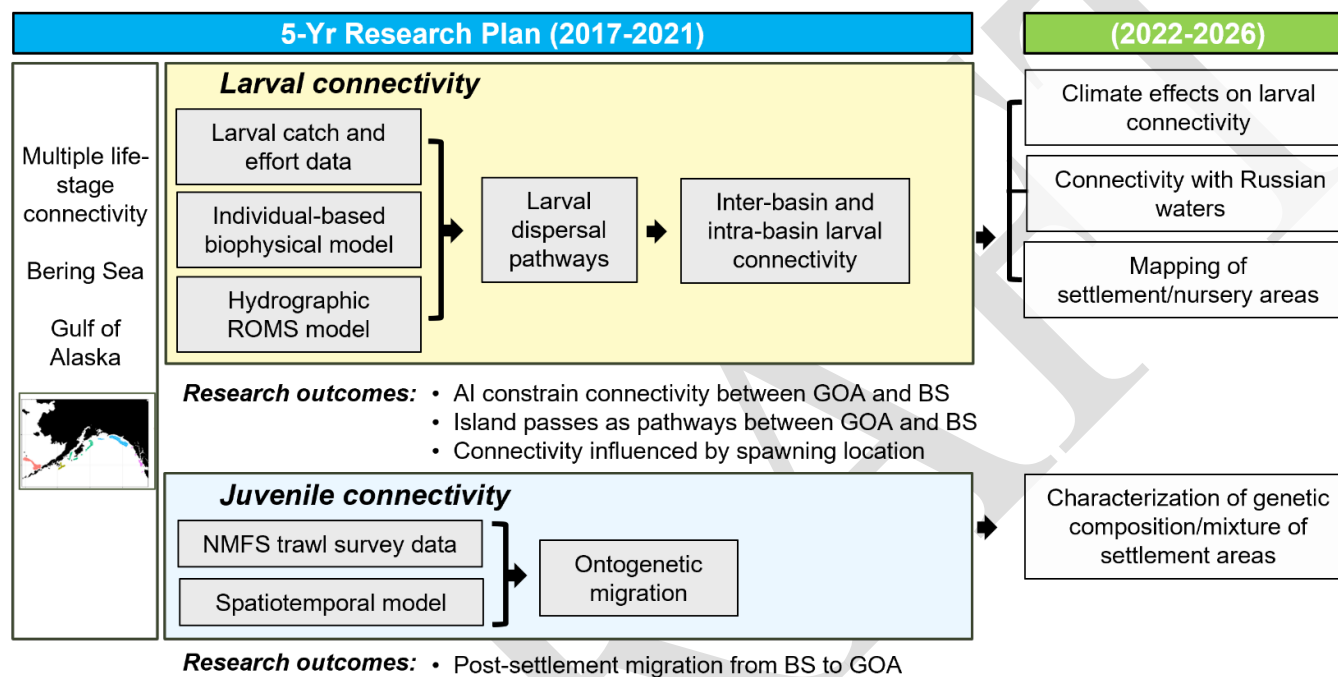 5-Yr Research Plan (2017-2021)
(2022-2026)
Multiple life-
stage
connectivity
Bering Sea
Gulf of
Alaska
Larval connectivity
Larval catch and
effort data
Individual-based
biophysical model
Hydrographic
ROMS model
Larval
dispersal
pathways
Inter-basin and
intra-basin larval
connectivity
Climate effects on larval
connectivity
Connectivity with Russian
waters
Mapping of
settlement/nursery areas
Research outcomes: • AI constrain connectivity between GOA and BS
• Island passes as pathways between GOA and BS
• Connectivity influenced by spawning location
Juvenile connectivity
NMFS trawl survey data
Spatiotemporal model
Ontogenetic
migration
Characterization of genetic
composition/mixture of
settlement areas
Research outcomes: • Post-settlement migration from BS to GOA